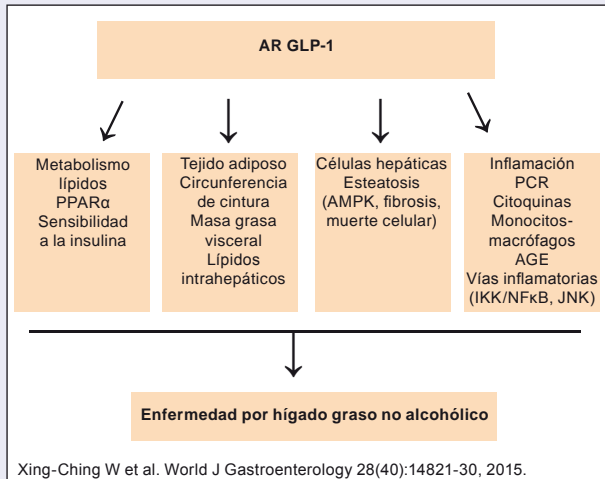 AR GLP-1
Metabolismo
lípidos
PPARα
Sensibilidad
a la insulina
Tejido adiposo
Circunferencia
de cintura
Masa grasa
visceral
Lípidos
intrahepáticos
Células hepáticas
Esteatosis
(AMPK, fibrosis,
muerte celular)
Inflamación
PCR
Citoquinas
Monocitos-
macrófagos
AGE
Vías inflamatorias
(IKK/NFκB, JNK)
Enfermedad por hígado graso no alcohólico
Xing-Ching W et al. World J Gastroenterology 28(40):14821-30, 2015.